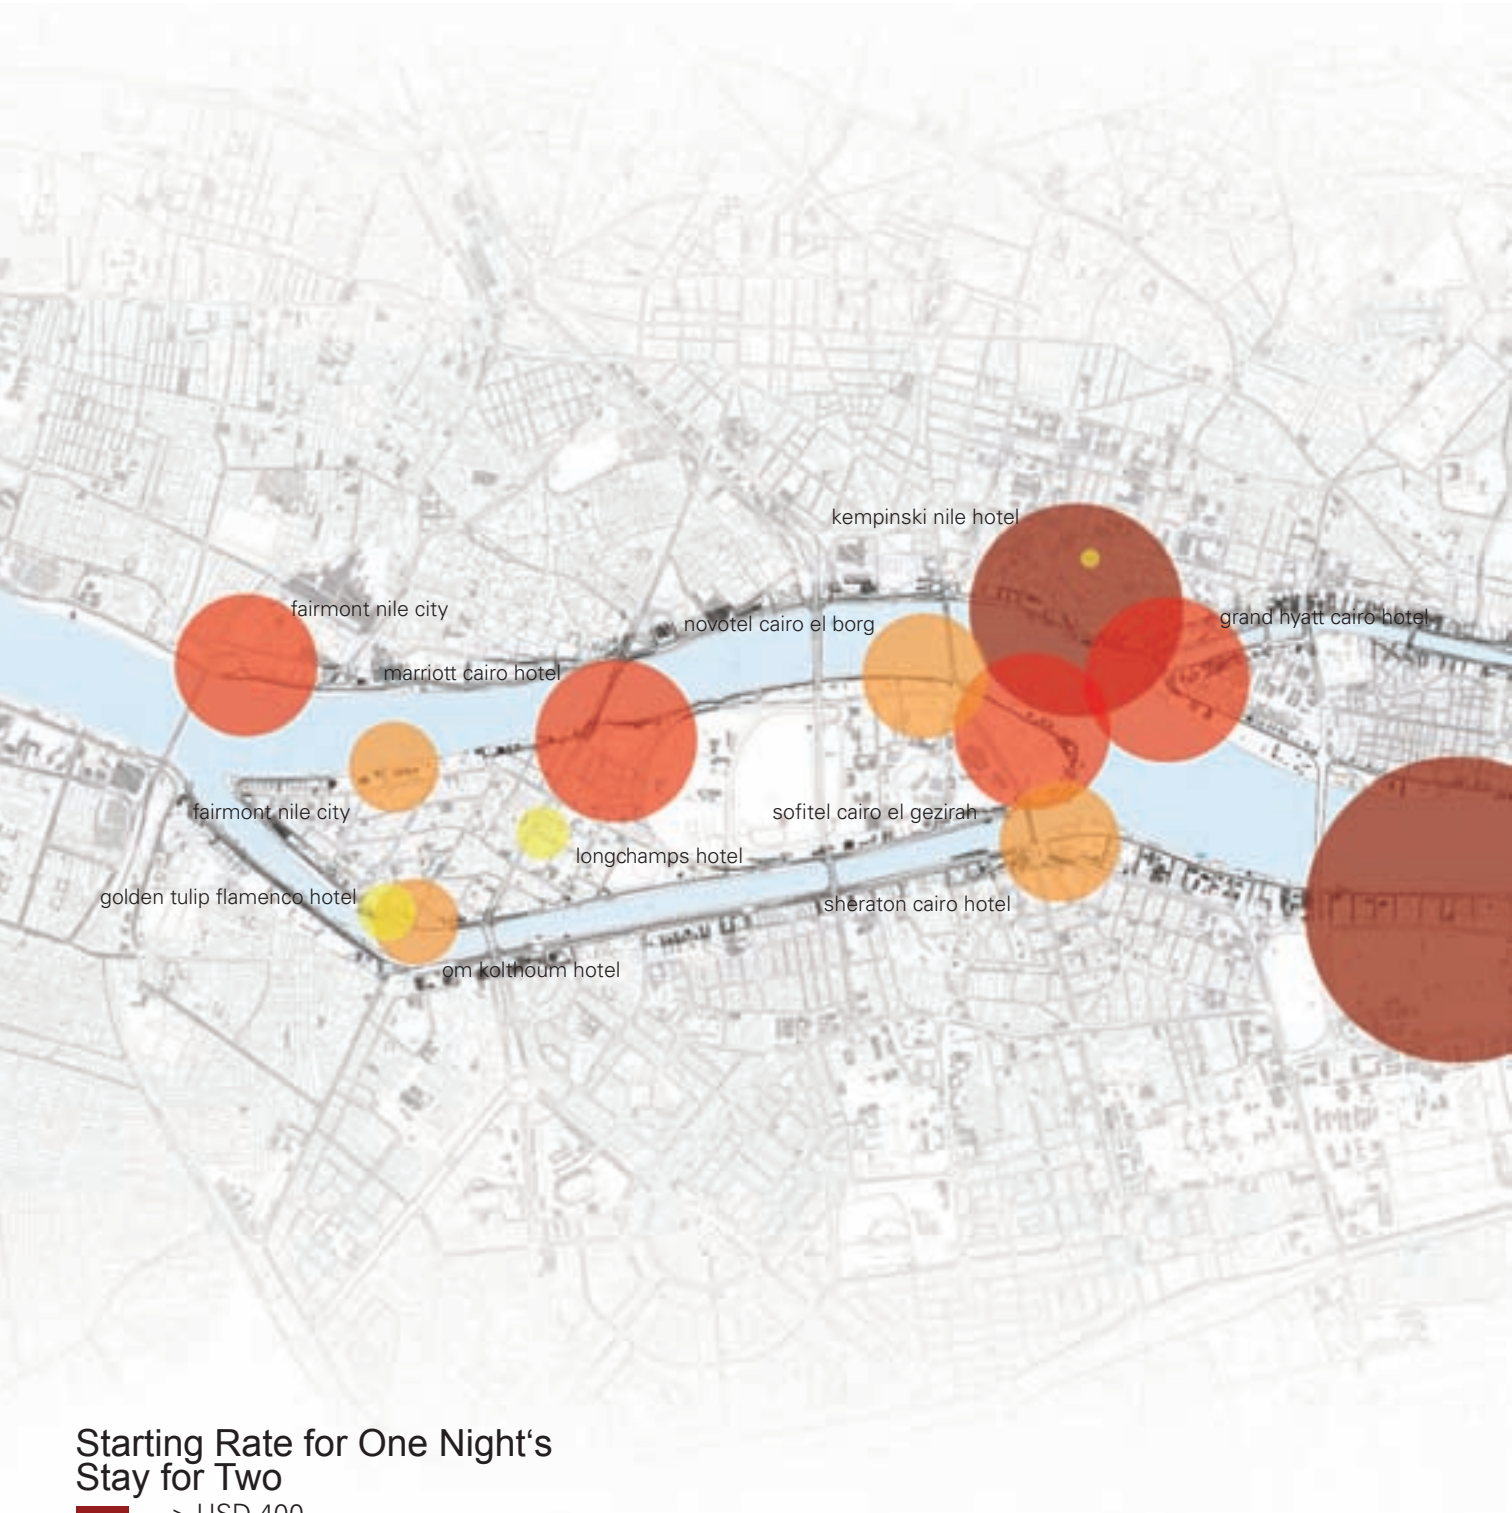 kempinski nile hotel
fairmont nile city
grand hyatt cairo hotel
novotel cairo el borg
marriott cairo hotel
fairmont nile city
sofitel cairo el gezirah
longchamps hotel
golden tulip flamenco hotel
sheraton cairo hotel
om kolthoum hotel
Starting Rate for One Night‘s
Stay for Two
> USD 400